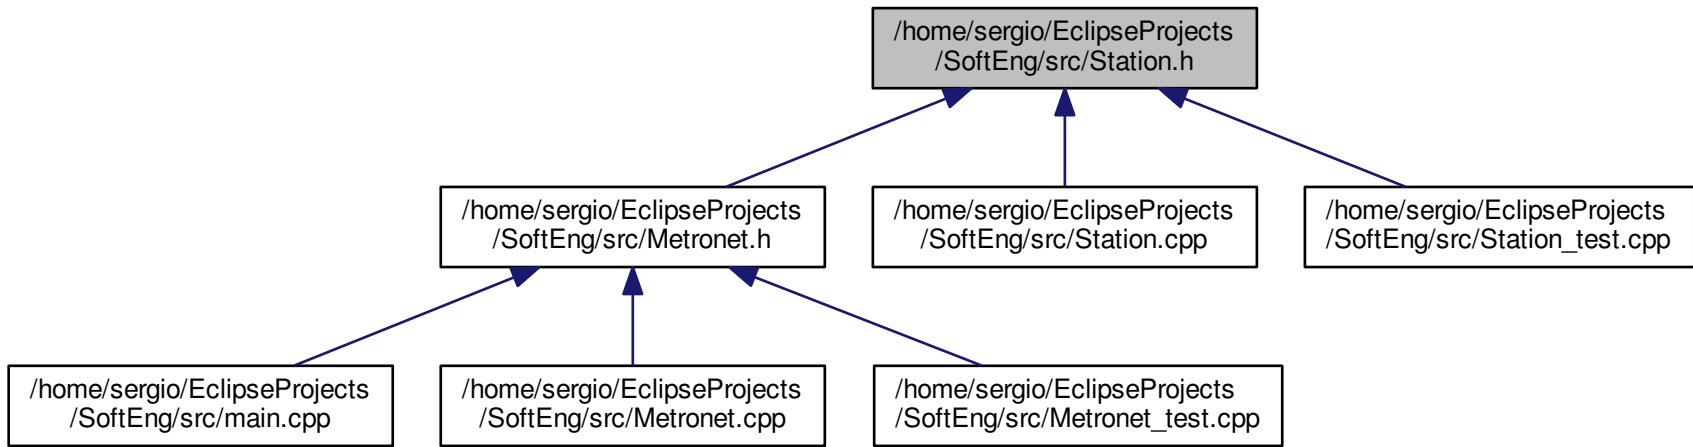 /home/sergio/EclipseProjects
/SoftEng/src/Station.h
/home/sergio/EclipseProjects
/SoftEng/src/Metronet.h
/home/sergio/EclipseProjects
/SoftEng/src/Station.cpp
/home/sergio/EclipseProjects
/SoftEng/src/Station_test.cpp
/home/sergio/EclipseProjects
/SoftEng/src/main.cpp
/home/sergio/EclipseProjects
/SoftEng/src/Metronet.cpp
/home/sergio/EclipseProjects
/SoftEng/src/Metronet_test.cpp